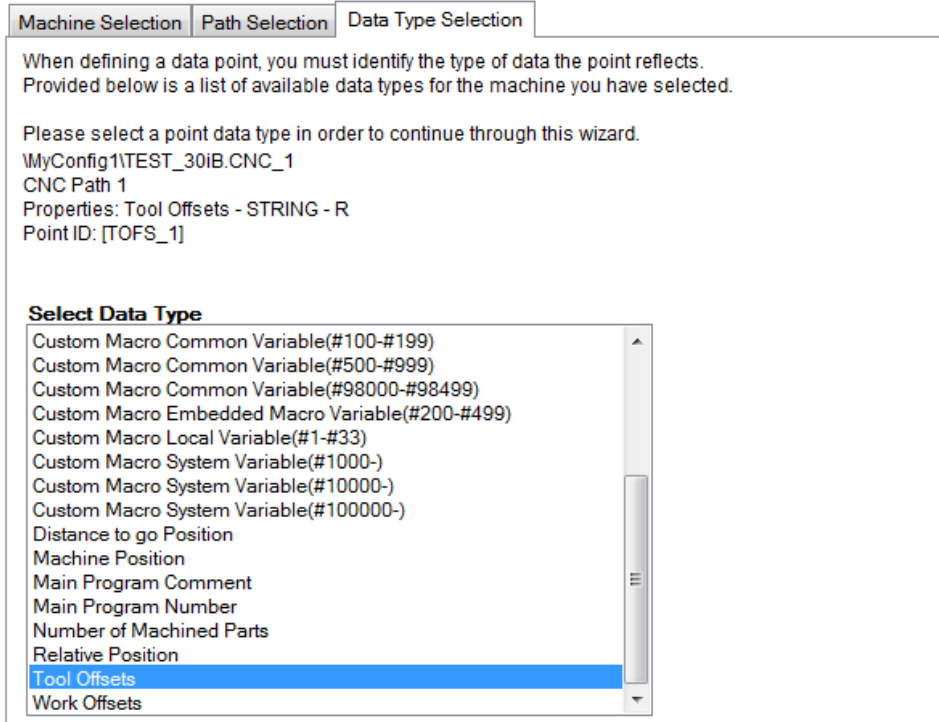 Machine Selection Path Selection Data Type Selection
When defining a data point, you must identify the type of data the point reflects.
Provided below is a list of available data types for the machine you have selected.
Please select a point data type in order to continue through this wizard.
\MyConfig1\TEST_30iB.CNC_1
CNC Path 1
Properties: Tool Offsets - STRING - R
Point ID: [TOFS_1]
Select Data Type
Custom Macro Common Variable(#100-#199)
Custom Macro Common Variable(#500-#999)
Custom Macro Common Variable(#98000-#98499)
Custom Macro Embedded Macro Variable(#200-#499)
Custom Macro Local Variable(#1-#33)
Custom Macro System Variable(#1000-)
Custom Macro System Variable(#10000-)
Custom Macro System Variable(#100000-)
Distance to go Position
Machine Position
Main Program Comment
Main Program Number
Number of Machined Parts
Relative Position
Tool Offsets
Work Offsets